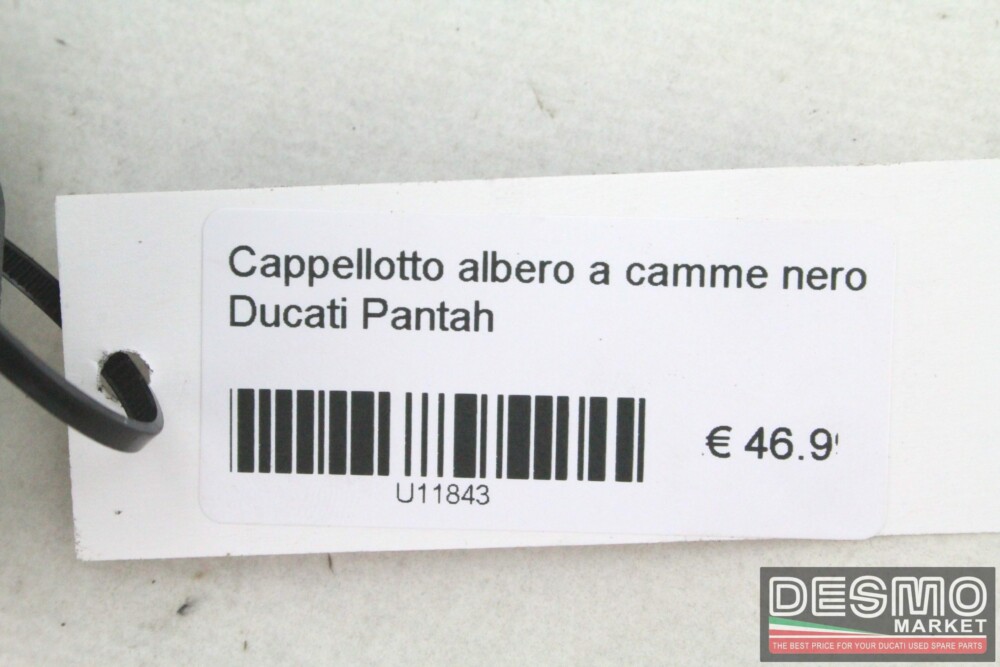 Cappellotto albero a camme nero
Ducati Pantah
€ 46.9
U11843
DESMO
MARKET
THE BEST PRICE FOR YOUR DUCATI USED SPARE PARTS